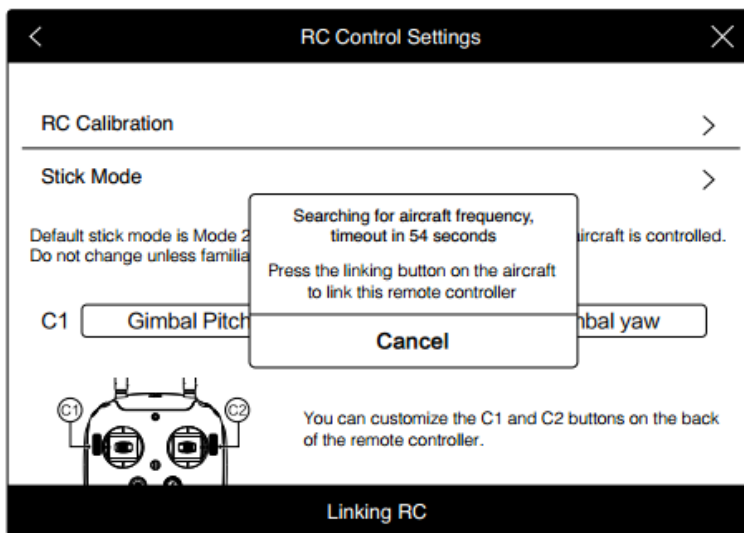 RC Control Settings
RC Calibration
Stick Mode
Searching for aircraft frequency,
timeout in 54 seconds
Press the linking button on the aircraft
to link this remote controller
Cancel
Default stick mode is Mode 2 ircraft is controlled.
Do not change unless
C1 Gimbal Pitch yaw
C1 C2
You can customize the C1 and C2 buttons on the back
of the remote controller.
Linking RC